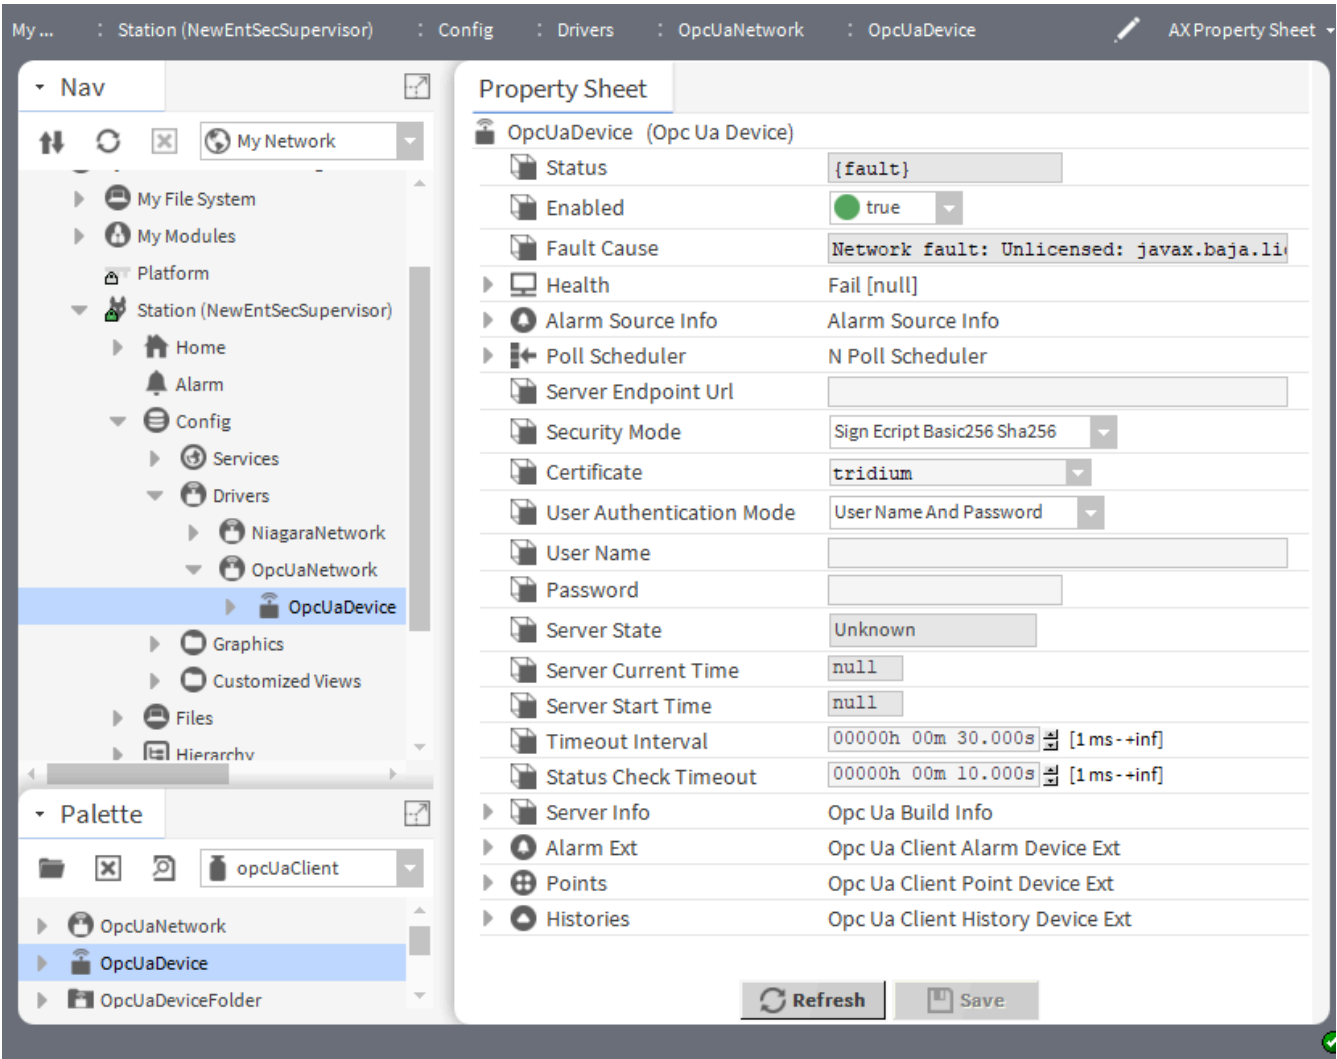 My ... : Station (NewEntSecSupervisor) : Config : Drivers : OpcUaNetwork : OpcUaDevice AX Property Sheet
Nav
My Network
My File System
My Modules
Platform
Station (NewEntSecSupervisor)
Home
Alarm
Config
Services
Drivers
NiagaraNetwork
OpcUaNetwork
OpcUaDevice
Graphics
Customized Views
Files
Hierarchy
Palette
opcUaClient
OpcUaNetwork
OpcUaDevice
OpcUaDeviceFolder
Property Sheet
OpcUaDevice (Opc Ua Device)
Status {fault}
Enabled true
Fault Cause Network fault: Unlicensed: javax.baja.li
Health Fail [null]
Alarm Source Info Alarm Source Info
Poll Scheduler N Poll Scheduler
Server Endpoint Url
Security Mode Sign Ecript Basic256 Sha256
Certificate tridium
User Authentication Mode User Name And Password
User Name
Password
Server State Unknown
Server Current Time null
Server Start Time null
Timeout Interval 00000h 00m 30.000s [1 ms - +inf]
Status Check Timeout 00000h 00m 10.000s [1 ms - +inf]
Server Info Opc Ua Build Info
Alarm Ext Opc Ua Client Alarm Device Ext
Points Opc Ua Client Point Device Ext
Histories Opc Ua Client History Device Ext
Refresh Save